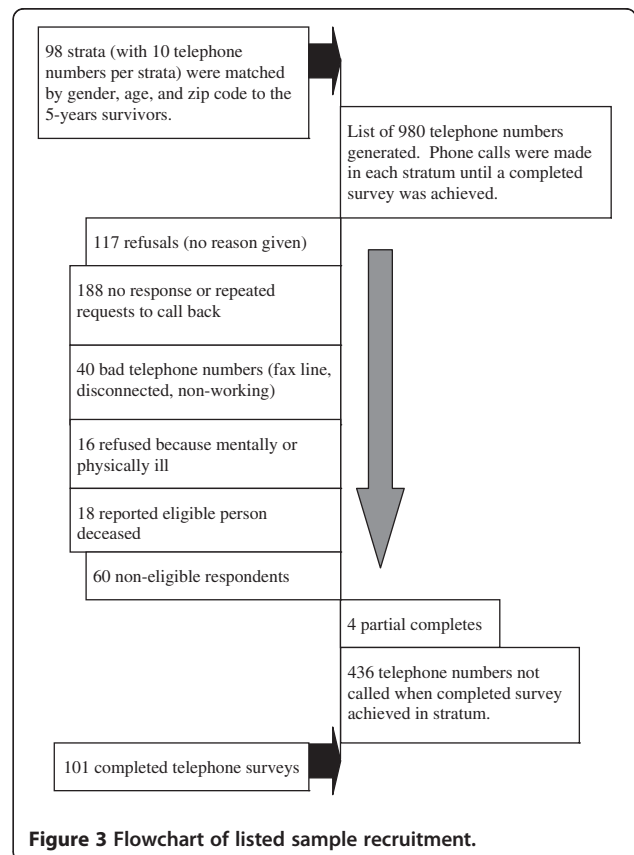 98 strata (with 10 telephone
numbers per strata) were matched
by gender, age, and zip code to the
5-years survivors.
List of 980 telephone numbers
generated. Phone calls were made
in each stratum until a completed
survey was achieved.
117 refusals (no reason given)
188 no response or repeated
requests to call back
40 bad telephone numbers (fax line,
disconnected, non-working)
16 refused because mentally or
physically ill
18 reported eligible person
deceased
60 non-eligible respondents
4 partial completes
436 telephone numbers not
called when completed survey
achieved in stratum.
101 completed telephone surveys
Figure 3 Flowchart of listed sample recruitment.